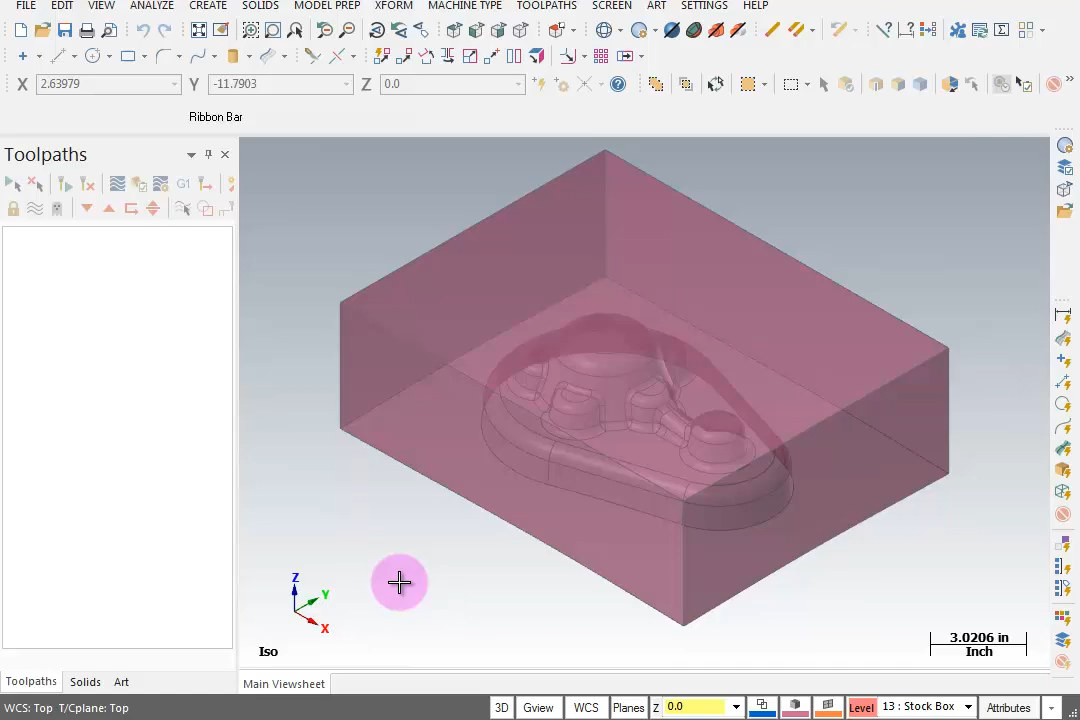 FILE EDIT VIEW ANALYZE CREATE SOLIDS MODEL PREP XFORM MACHINE TYPE TOOLPATHS SCREEN ART SETTINGS HELP
X 2.63979 Y -11.7903 Z 0.0
Ribbon Bar
Toolpaths
G1
Z
Y
X
Iso
3.0206 in
Inch
Toolpaths Solids Art
Main Viewsheet
WCS: Top T/Cplane: Top 3D Gview WCS Planes Z 0.0 Level 13 : Stock Box Attributes